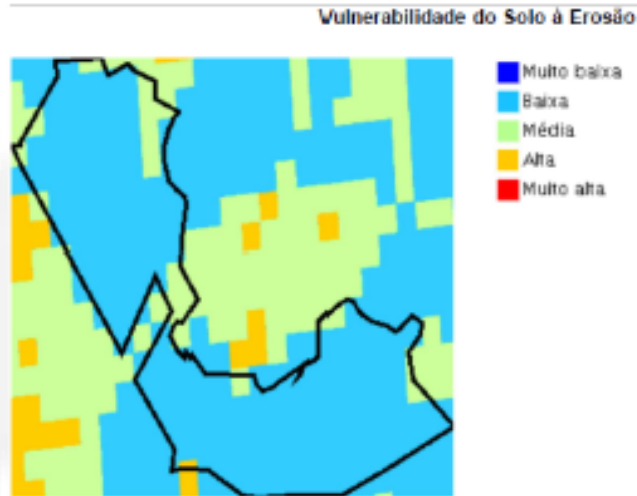 Vulnerabilidade do Solo à Erosão
Muito baixa
Baixa
Média
Alta
Muito alta